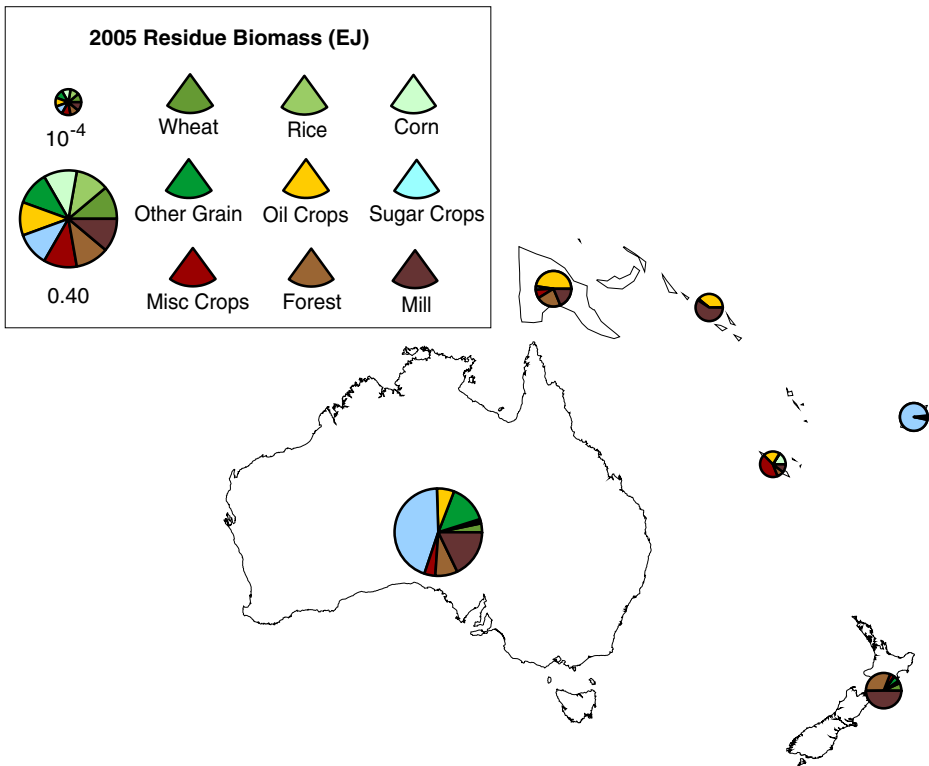 2005 Residue Biomass (EJ)
10-4
Wheat
Rice
Corn
Other Grain
Oil Crops
Sugar Crops
0.40
Misc Crops
Forest
Mill